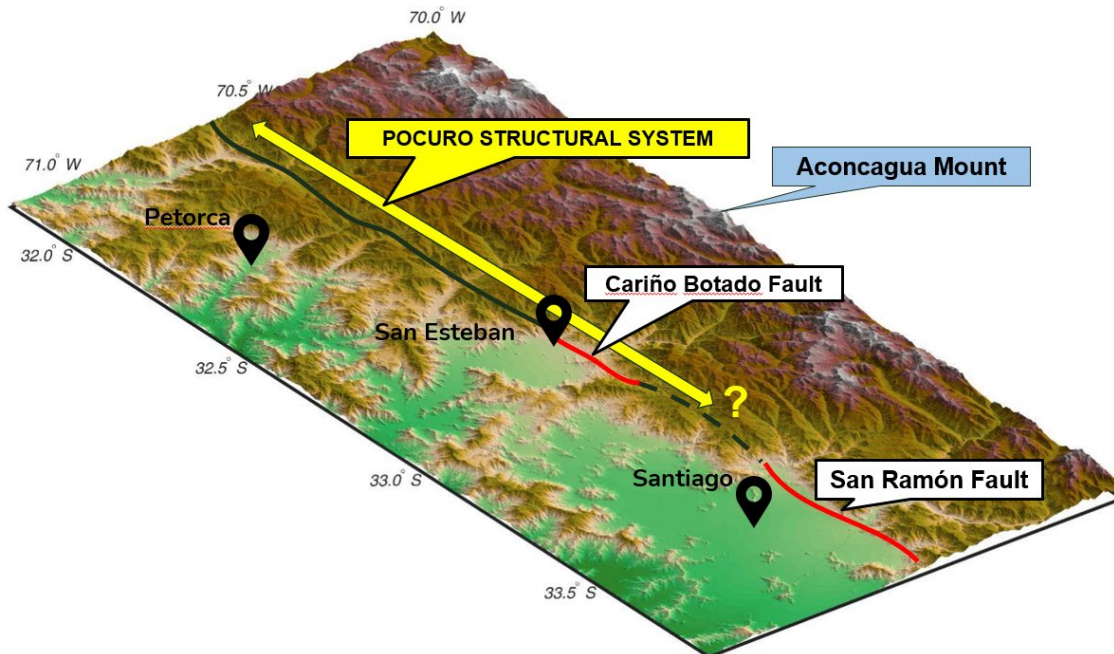 70.0° W
70.5° W
POCURO STRUCTURAL SYSTEM
71.0° W
Aconcagua Mount
Petorca
32.0° S
Cariño Botado Fault
San Esteban
32.5° S
?
Santiago
San Ramón Fault
33.0° S
33.5° S